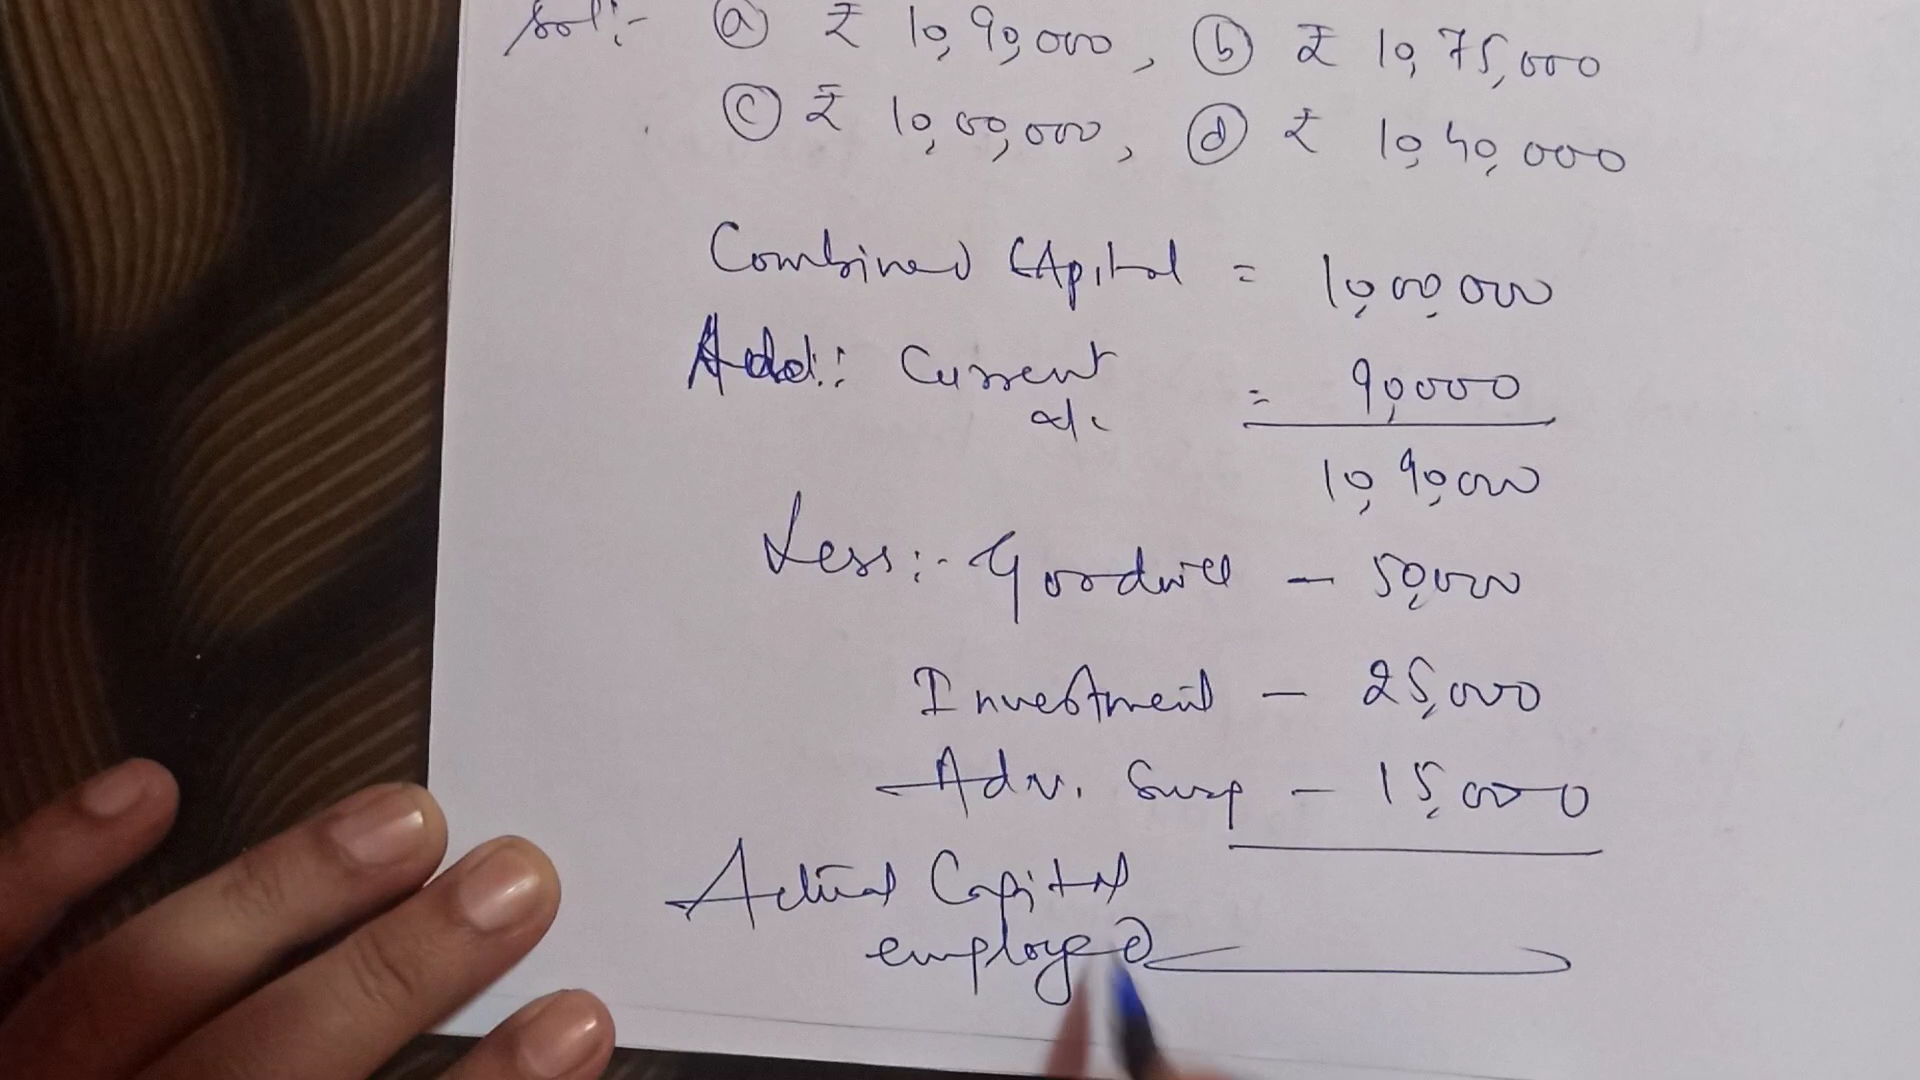 Sol:- (a) ₹ 10,90,000, (b) ₹ 10,75,000
(c) ₹ 10,00,000, (d) ₹ 10,40,000
Combined Capital = 10,00,000
Add:: Current a/c = 90,000
10,90,000
Less:- Goodwill - 50,000
Investment - 25,000
Adv. Susp - 15,000
Actual Capital
employed